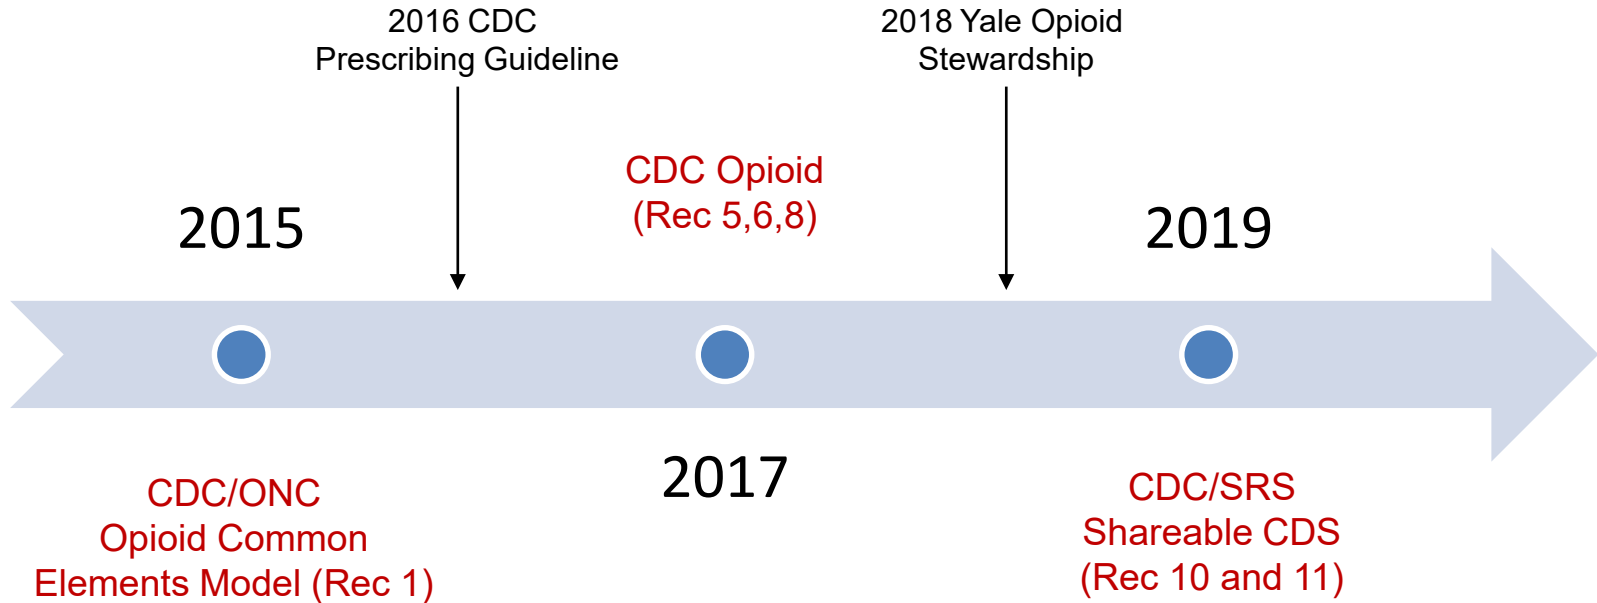 2016 CDC
Prescribing Guideline
2018 Yale Opioid
Stewardship
CDC Opioid
(Rec 5,6,8)
2015
2019
2017
CDC/ONC
Opioid Common
Elements Model (Rec 1)
CDC/SRS
Shareable CDS
(Rec 10 and 11)